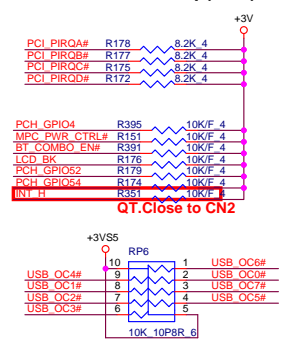 +3V
PCI_PIRQA# R178 8.2K_4
PCI_PIRQB# R177 8.2K_4
PCI_PIRQC# R175 8.2K_4
PCI_PIRQD# R172 8.2K_4
PCH_GPIO4 R395 10K/F_4
MPC_PWR_CTRL# R151 10K/F_4
BT_COMBO_EN# R391 10K/F_4
LCD_BK R176 10K/F_4
PCH_GPIO52 R179 10K/F_4
PCH_GPIO54 R174 10K/F_4
INT_H R351 10K/F_4
QT.Close to CN2
+3VS5
RP6
10 1 USB_OC6#
USB_OC4# 9 2 USB_OC0#
USB_OC1# 8 3 USB_OC7#
USB_OC2# 7 4 USB_OC5#
USB_OC3# 6 5
10K_10P8R_6